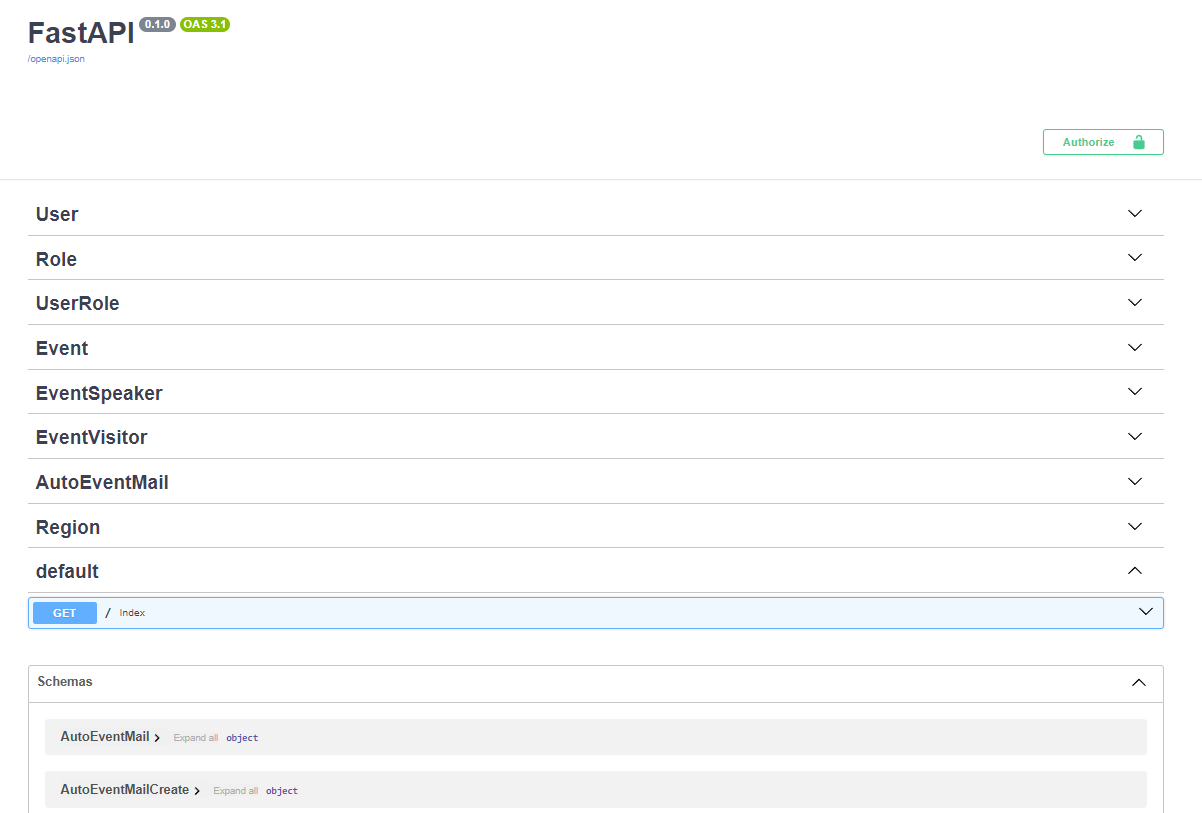 FastAPI 0.1.0 OAS 3.1
/openapi.json
Authorize
User
Role
UserRole
Event
EventSpeaker
EventVisitor
AutoEventMail
Region
default
GET / Index
Schemas
AutoEventMail Expand all object
AutoEventMailCreate Expand all object